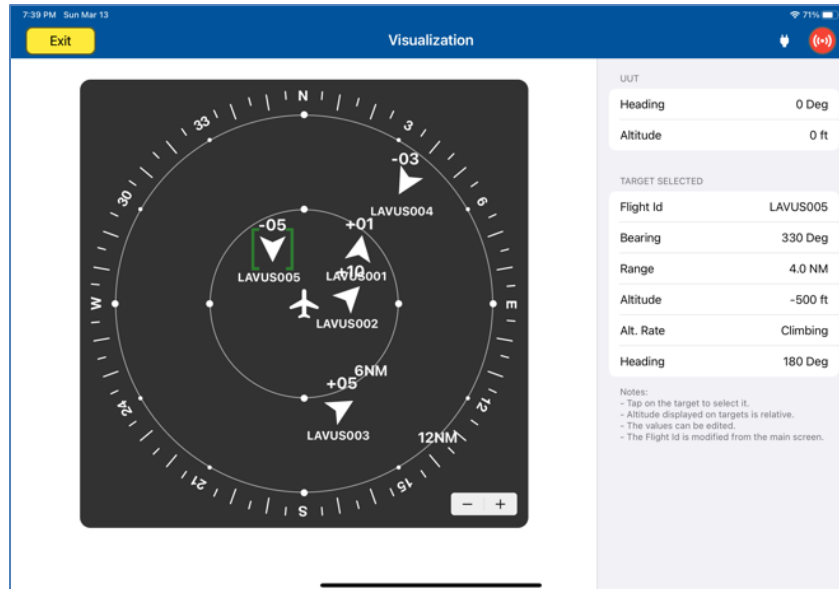 7:39 PM Sun Mar 13
71%
Exit
Visualization
N
3
6
E
12
15
S
21
24
W
30
33
-03
LAVUS004
-05
LAVUS005
+01
LAVUS001
+10
LAVUS002
6NM
+05
LAVUS003
12NM
− +
UUT
Heading 0 Deg
Altitude 0 ft
TARGET SELECTED
Flight Id LAVUS005
Bearing 330 Deg
Range 4.0 NM
Altitude -500 ft
Alt. Rate Climbing
Heading 180 Deg
Notes:
- Tap on the target to select it.
- Altitude displayed on targets is relative.
- The values can be edited.
- The Flight Id is modified from the main screen.